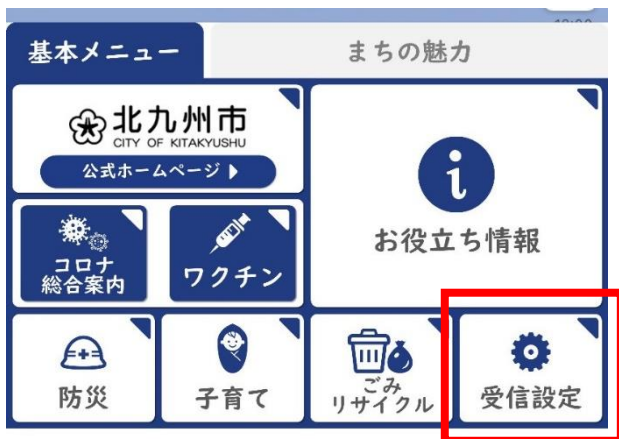 基本メニュー
まちの魅力
北九州市
CITY OF KITAKYUSHU
公式ホームページ
i
お役立ち情報
コロナ
総合案内
ワクチン
防災
子育て
ごみ
リサイクル
受信設定